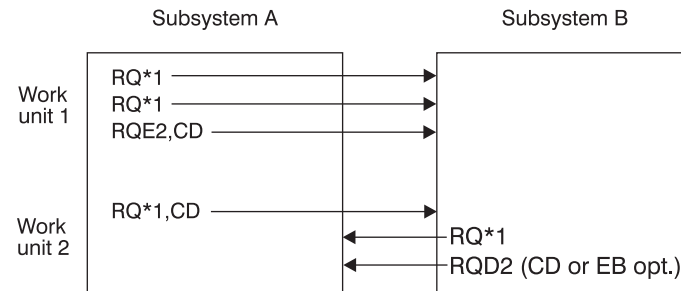 Subsystem A
Subsystem B
Work
unit 1
RQ*1
RQ*1
RQE2,CD
Work
unit 2
RQ*1,CD
RQ*1
RQD2 (CD or EB opt.)